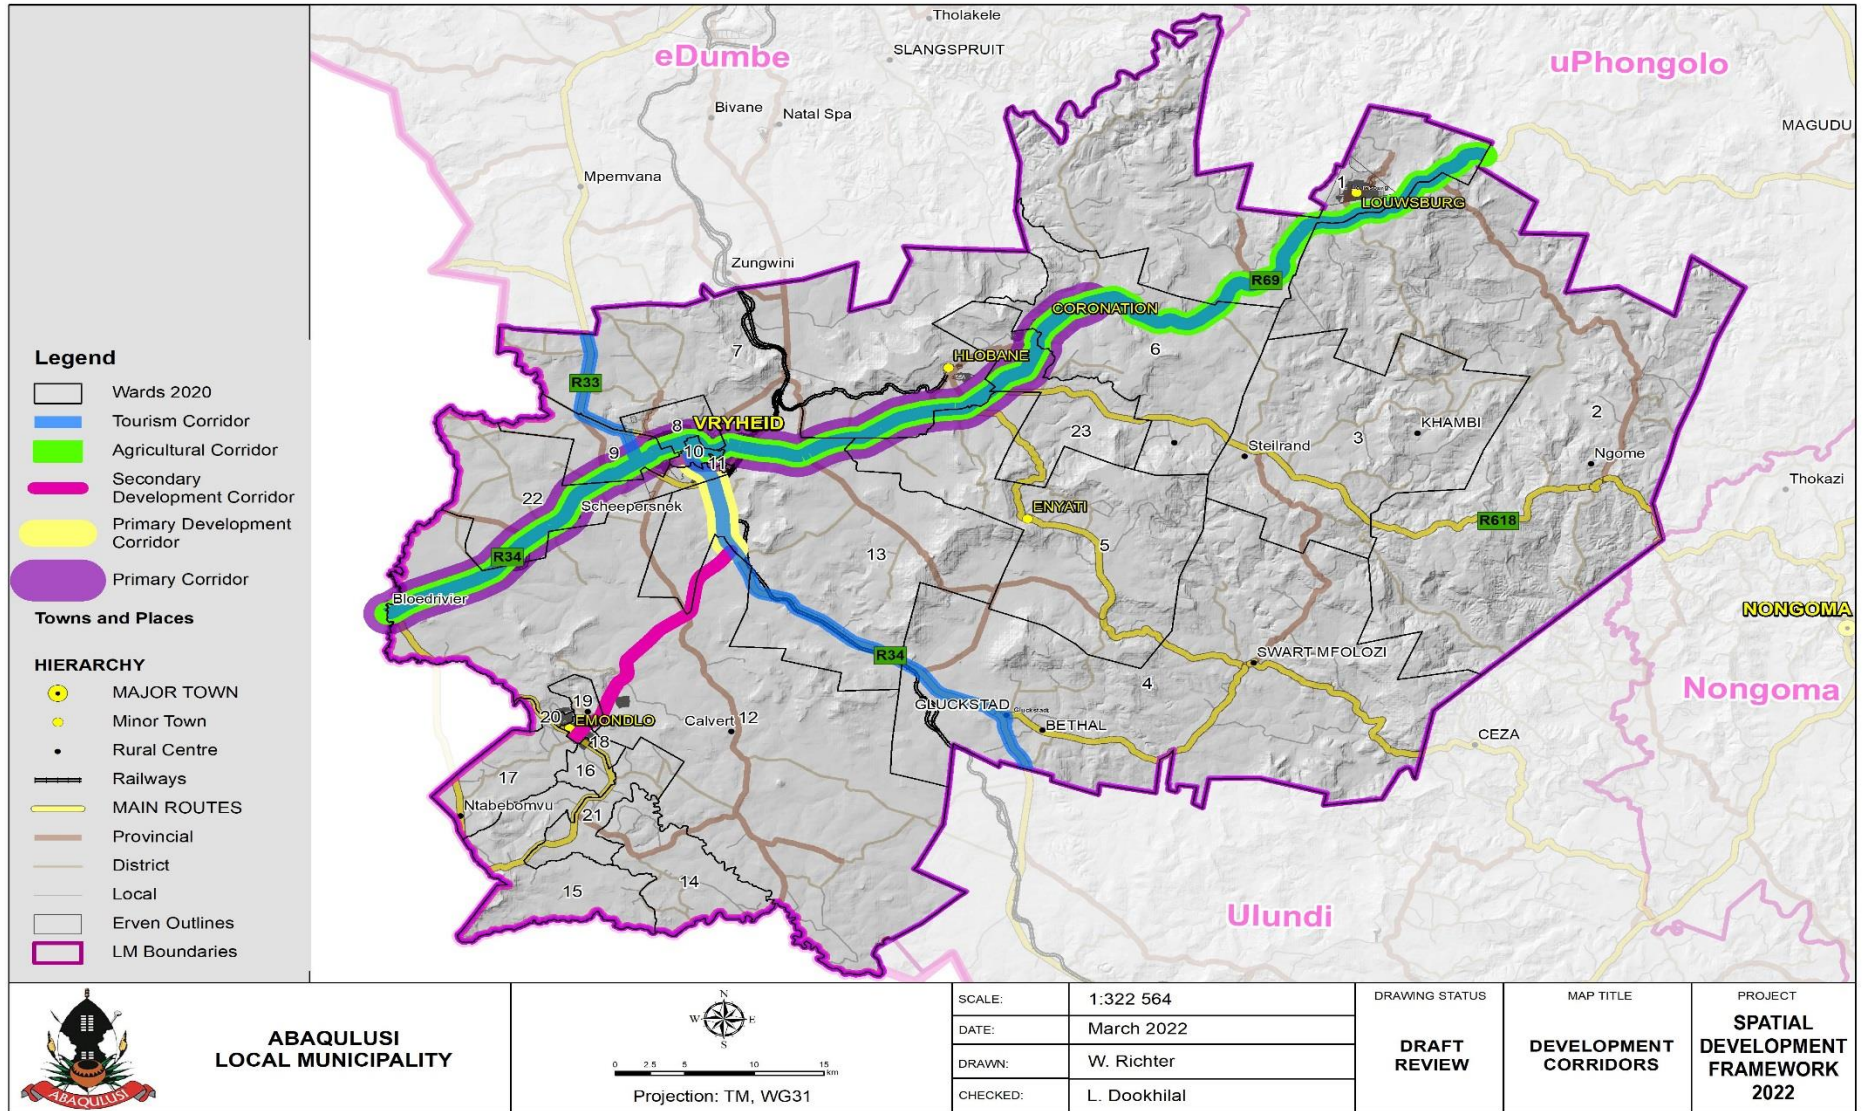 Legend
Wards 2020
Tourism Corridor
Agricultural Corridor
Secondary
Development Corridor
Primary Development
Corridor
Primary Corridor
Towns and Places
HIERARCHY
MAJOR TOWN
Minor Town
Rural Centre
Railways
MAIN ROUTES
Provincial
District
Local
Erven Outlines
LM Boundaries
Tholakele
SLANGSPRUIT
eDumbe
uPhongolo
Bivane
Natal Spa
MAGUDU
Mpemvana
1
LOUWSBURG
Zungwini
R69
CORONATION
7
6
HLOBANE
R33
2
8
VRYHEID
23
3
KHAMBI
9
10
11
Steilrand
Ngome
22
Scheepersnek
ENYATI
R618
Thokazi
R34
13
5
Bloedrivier
NONGOMA
R34
SWART MFOLOZI
4
Nongoma
19
GLUCKSTAD
Gluckstadt
20
EMONDLO
Calvert
12
BETHAL
18
CEZA
17
16
Ntabebomvu
21
14
15
Ulundi
ABAQULUSI
ABAQULUSI
LOCAL MUNICIPALITY
N
W
E
S
0 2.5 5 10 15
km
Projection: TM, WG31
SCALE: 1:322 564
DATE: March 2022
DRAWN: W. Richter
CHECKED: L. Dookhilal
DRAWING STATUS
DRAFT
REVIEW
MAP TITLE
DEVELOPMENT
CORRIDORS
PROJECT
SPATIAL
DEVELOPMENT
FRAMEWORK
2022